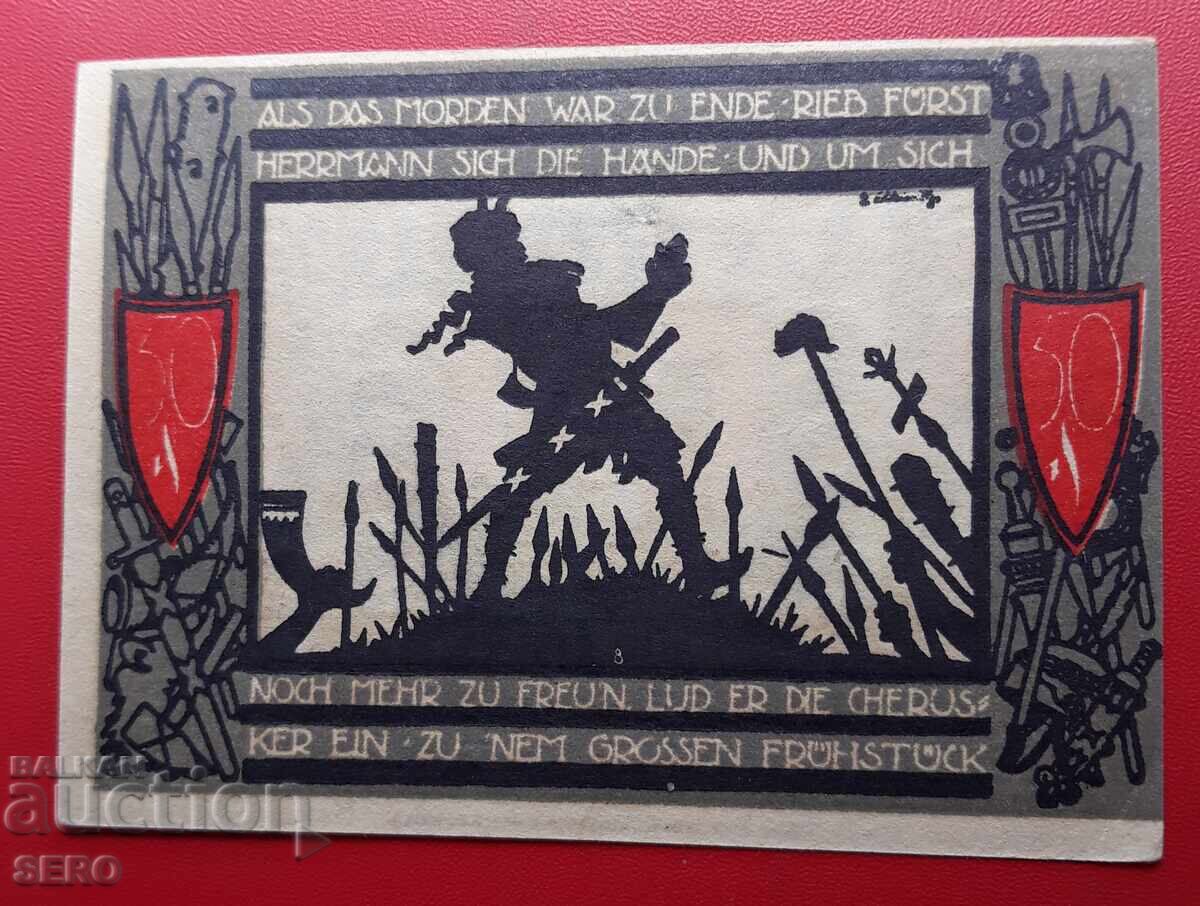 ALS DAS MORDEN WAR ZU ENDE · RIEB FÜRST
HERRMANN SICH DIE HÄNDE · UND UM SICH
50
50
8
NOCH MEHR ZU FREU'N, LUD ER DIE CHERUS=
KER EIN · ZU 'NEM GROSSEN FRÜHSTÜCK
BALKAN
auction
SERO